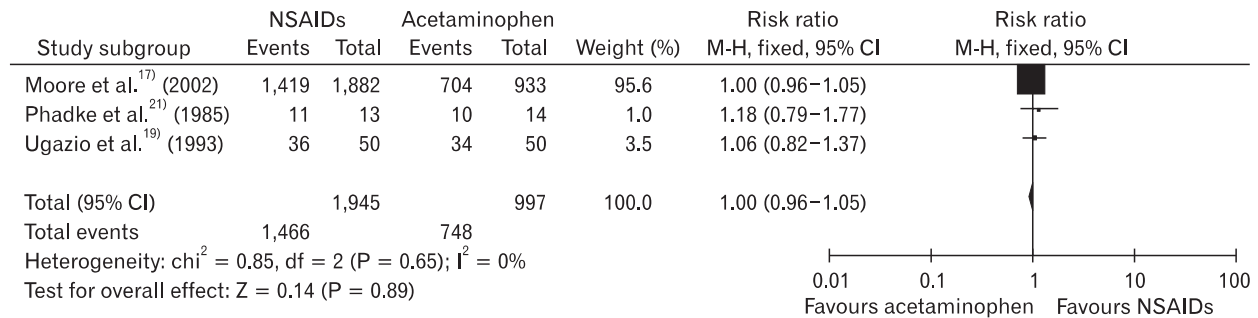 NSAIDs Acetaminophen Risk ratio Risk ratio
Study subgroup Events Total Events Total Weight (%) M-H, fixed, 95% CI M-H, fixed, 95% CI
Moore et al.17) (2002) 1,419 1,882 704 933 95.6 1.00 (0.96–1.05)
Phadke et al.21) (1985) 11 13 10 14 1.0 1.18 (0.79–1.77)
Ugazio et al.19) (1993) 36 50 34 50 3.5 1.06 (0.82–1.37)
Total (95% CI) 1,945 997 100.0 1.00 (0.96–1.05)
Total events 1,466 748
Heterogeneity: chi2 = 0.85, df = 2 (P = 0.65); I2 = 0%
Test for overall effect: Z = 0.14 (P = 0.89)
0.01 0.1 1 10 100
Favours acetaminophen Favours NSAIDs